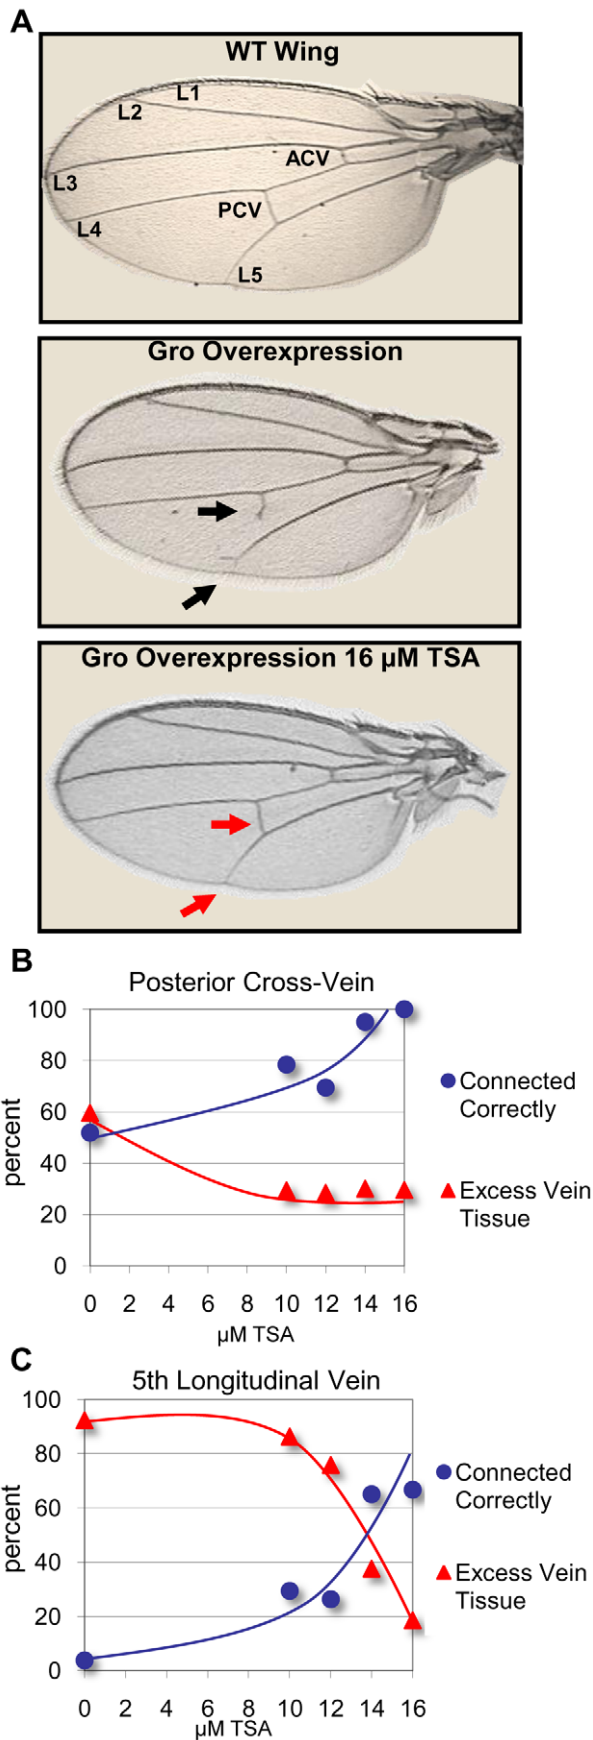 A
WT Wing
L1
L2
ACV
L3
PCV
L4
L5
Gro Overexpression
Gro Overexpression 16 µM TSA
B
Posterior Cross-Vein
100
80
60
40
20
0
percent
0 2 4 6 8 10 12 14 16
µM TSA
Connected
Correctly
Excess Vein
Tissue
C
5th Longitudinal Vein
100
80
60
40
20
0
percent
0 2 4 6 8 10 12 14 16
µM TSA
Connected
Correctly
Excess Vein
Tissue